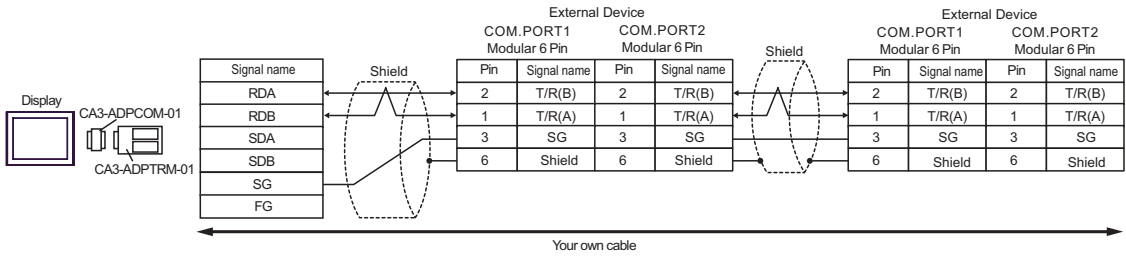 External Device
External Device
COM.PORT1 COM.PORT2
COM.PORT1 COM.PORT2
Modular 6 Pin Modular 6 Pin
Modular 6 Pin Modular 6 Pin
Shield
Shield
Display
CA3-ADPCOM-01
CA3-ADPTRM-01
Signal name
RDA
RDB
SDA
SDB
SG
FG
Pin Signal name Pin Signal name
2 T/R(B) 2 T/R(B)
1 T/R(A) 1 T/R(A)
3 SG 3 SG
6 Shield 6 Shield
Pin Signal name Pin Signal name
2 T/R(B) 2 T/R(B)
1 T/R(A) 1 T/R(A)
3 SG 3 SG
6 Shield 6 Shield
Your own cable